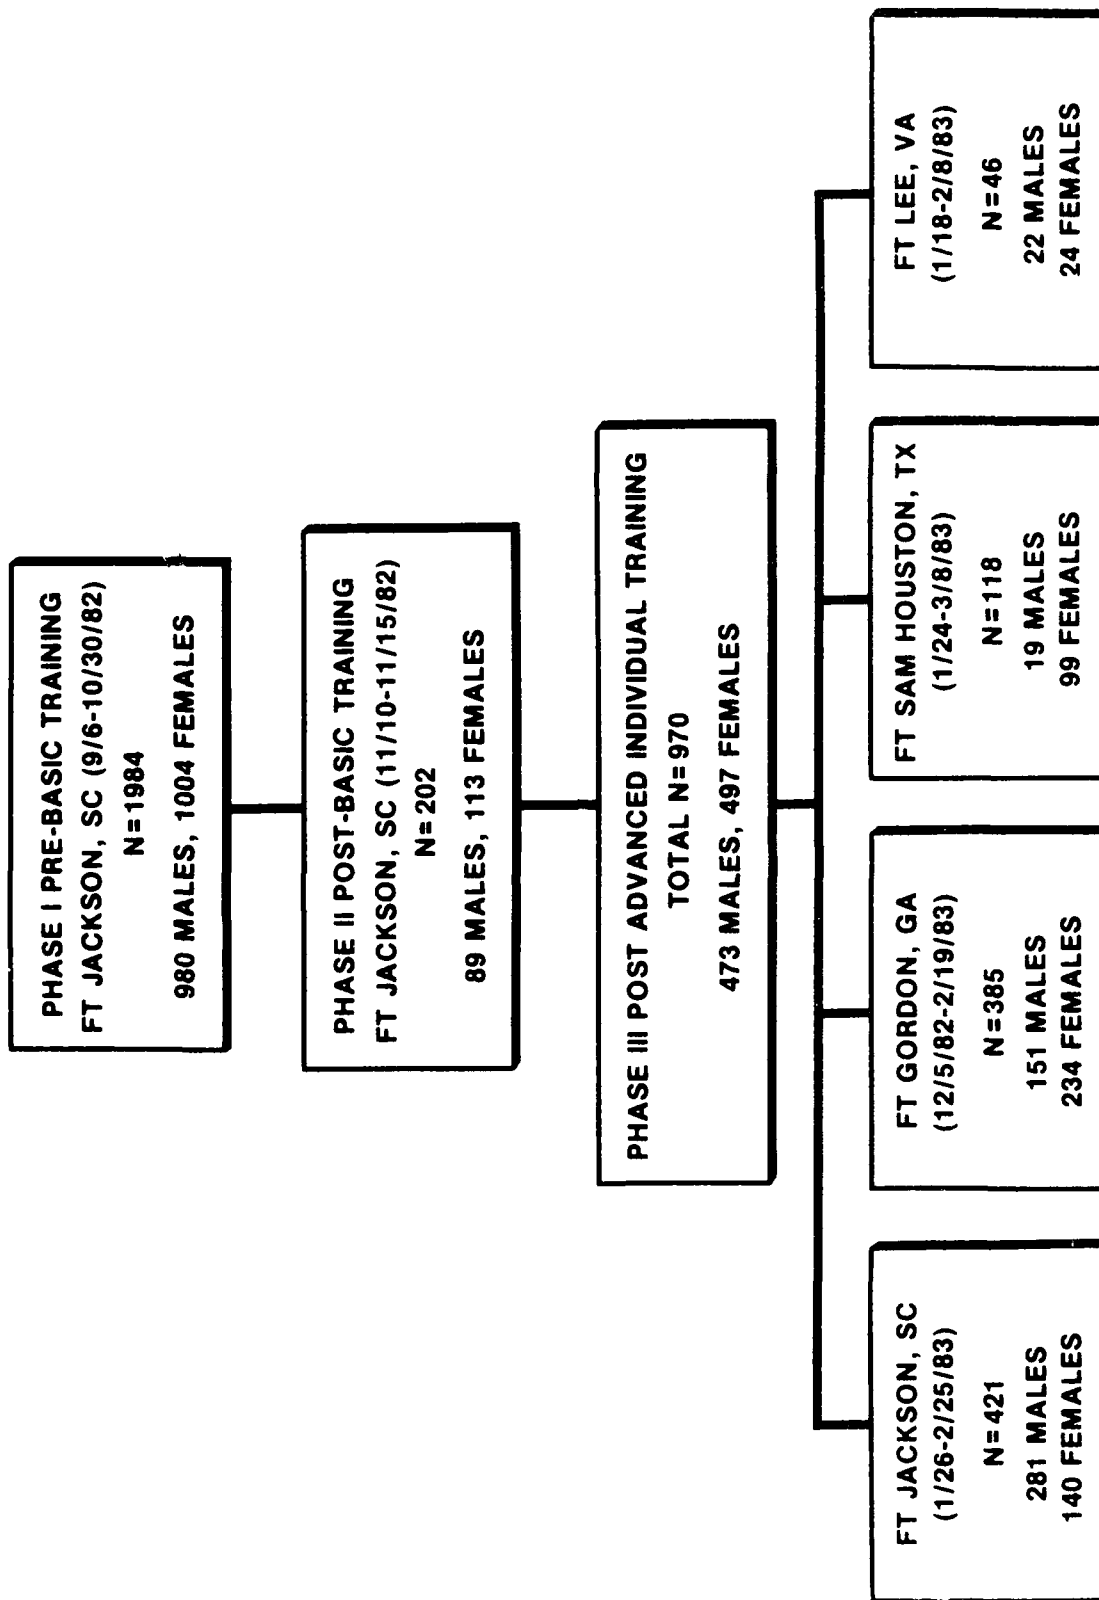 PHASE I PRE-BASIC TRAINING
FT JACKSON, SC (9/6-10/30/82)
N=1984
980 MALES, 1004 FEMALES
PHASE II POST-BASIC TRAINING
FT JACKSON, SC (11/10-11/15/82)
N=202
89 MALES, 113 FEMALES
PHASE III POST ADVANCED INDIVIDUAL TRAINING
TOTAL N=970
473 MALES, 497 FEMALES
FT JACKSON, SC
(1/26-2/25/83)
N=421
281 MALES
140 FEMALES
FT GORDON, GA
(12/5/82-2/19/83)
N=385
151 MALES
234 FEMALES
FT SAM HOUSTON, TX
(1/24-3/8/83)
N=118
19 MALES
99 FEMALES
FT LEE, VA
(1/18-2/8/83)
N=46
22 MALES
24 FEMALES